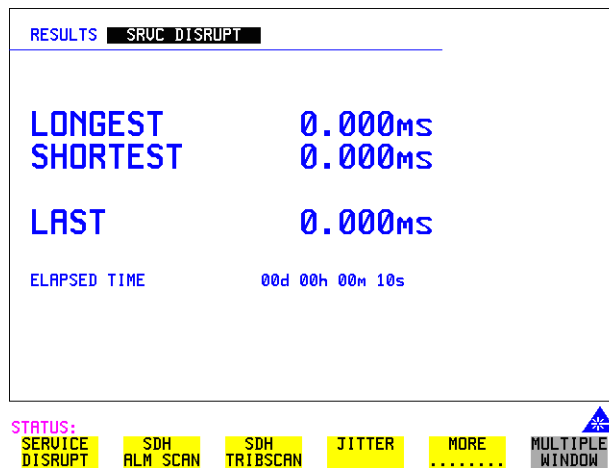 RESULTS SRVC DISRUPT
LONGEST 0.000ms
SHORTEST 0.000ms
LAST 0.000ms
ELAPSED TIME 00d 00h 00m 10s
STATUS:
SERVICE DISRUPT SDH ALM SCAN SDH TRIBSCAN JITTER MORE ........ MULTIPLE WINDOW